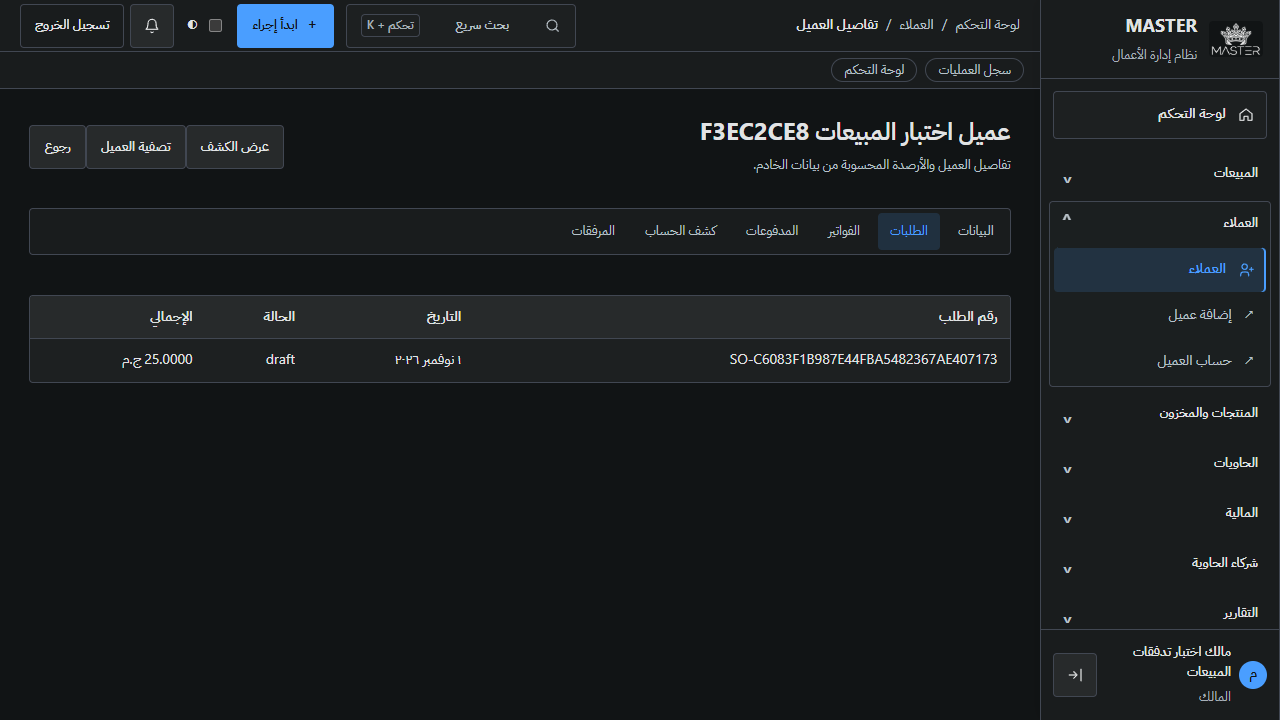 MASTER
MASTER
نظام إدارة الأعمال
لوحة التحكم
المبيعات
العملاء
العملاء
إضافة عميل
حساب العميل
المنتجات والمخزون
الحاويات
المالية
شركاء الحاوية
التقارير
مالك اختبار تدفقات
المبيعات
المالك
م
لوحة التحكم / العملاء / تفاصيل العميل
بحث سريع
تحكم + K
+ ابدأ إجراء
تسجيل الخروج
سجل العمليات
لوحة التحكم
عميل اختبار المبيعات F3EC2CE8
تفاصيل العميل والأرصدة المحسوبة من بيانات الخادم.
عرض الكشف
تصفية العميل
رجوع
البيانات الطلبات الفواتير المدفوعات كشف الحساب المرفقات
رقم الطلب التاريخ الحالة الإجمالي
SO-C6083F1B987E44FBA5482367AE407173 ١ نوفمبر ٢٠٢٦ draft 25.0000 ج.م